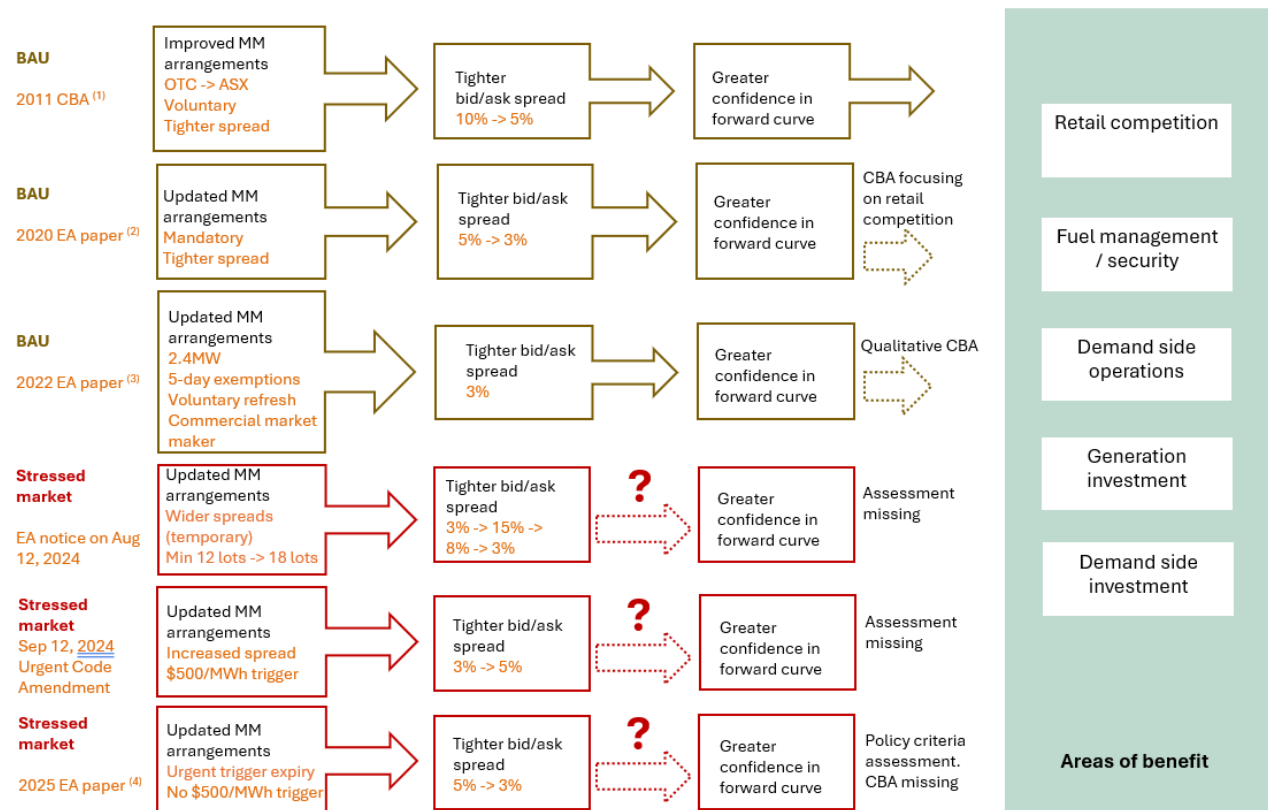 BAU
2011 CBA (1)
Improved MM
arrangements
OTC -> ASX
Voluntary
Tighter spread
Tighter
bid/ask spread
10% -> 5%
Greater
confidence in
forward curve
BAU
2020 EA paper (2)
Updated MM
arrangements
Mandatory
Tighter spread
Tighter bid/ask
spread
5% -> 3%
Greater
confidence in
forward curve
CBA focusing
on retail
competition
BAU
2022 EA paper (3)
Updated MM
arrangements
2.4MW
5-day exemptions
Voluntary refresh
Commercial market
maker
Tighter bid/ask
spread
3%
Greater
confidence in
forward curve
Qualitative CBA
Stressed
market
EA notice on Aug
12, 2024
Updated MM
arrangements
Wider spreads
(temporary)
Min 12 lots -> 18 lots
Tighter bid/ask
spread
3% -> 15% ->
8% -> 3%
?
Greater
confidence in
forward curve
Assessment
missing
Stressed
market
Sep 12, 2024
Urgent Code
Amendment
Updated MM
arrangements
Increased spread
$500/MWh trigger
Tighter bid/ask
spread
3% -> 5%
?
Greater
confidence in
forward curve
Assessment
missing
Stressed
market
2025 EA paper (4)
Updated MM
arrangements
Urgent trigger expiry
No $500/MWh trigger
Tighter bid/ask
spread
5% -> 3%
?
Greater
confidence in
forward curve
Policy criteria
assessment.
CBA missing
Retail competition
Fuel management
/ security
Demand side
operations
Generation
investment
Demand side
investment
Areas of benefit